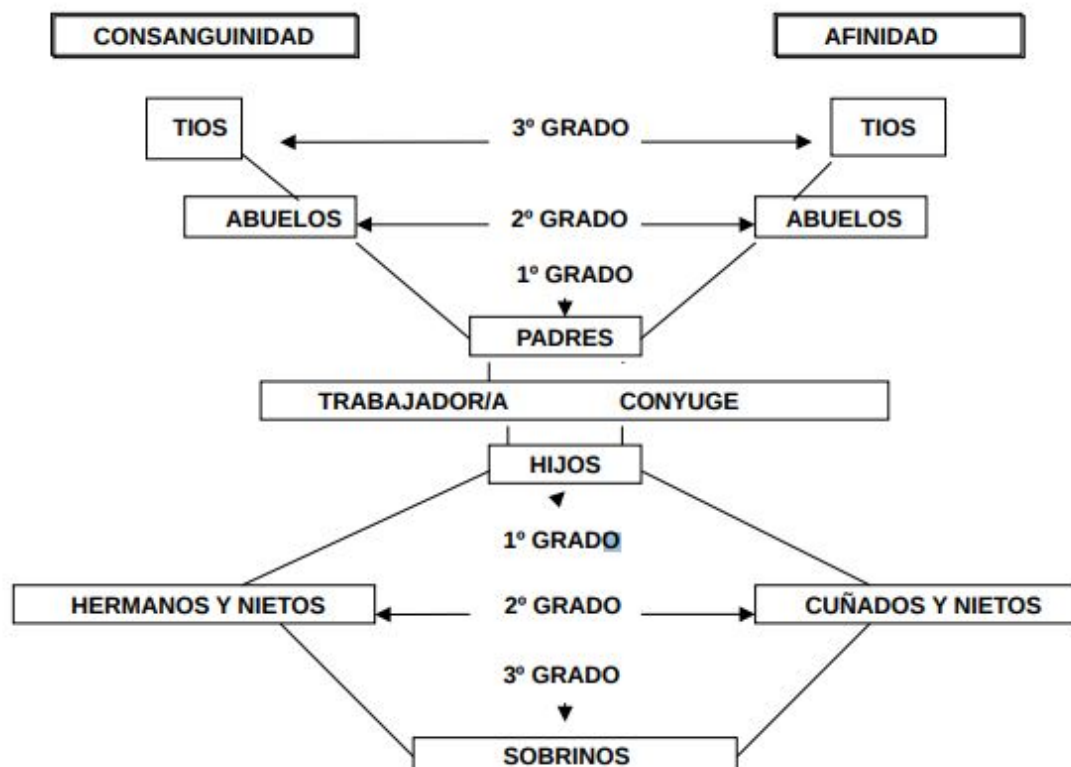 CONSANGUINIDAD
AFINIDAD
TIOS
3º GRADO
TIOS
ABUELOS
2º GRADO
ABUELOS
1º GRADO
PADRES
TRABAJADOR/A CONYUGE
HIJOS
1º GRADO
HERMANOS Y NIETOS
2º GRADO
CUÑADOS Y NIETOS
3º GRADO
SOBRINOS